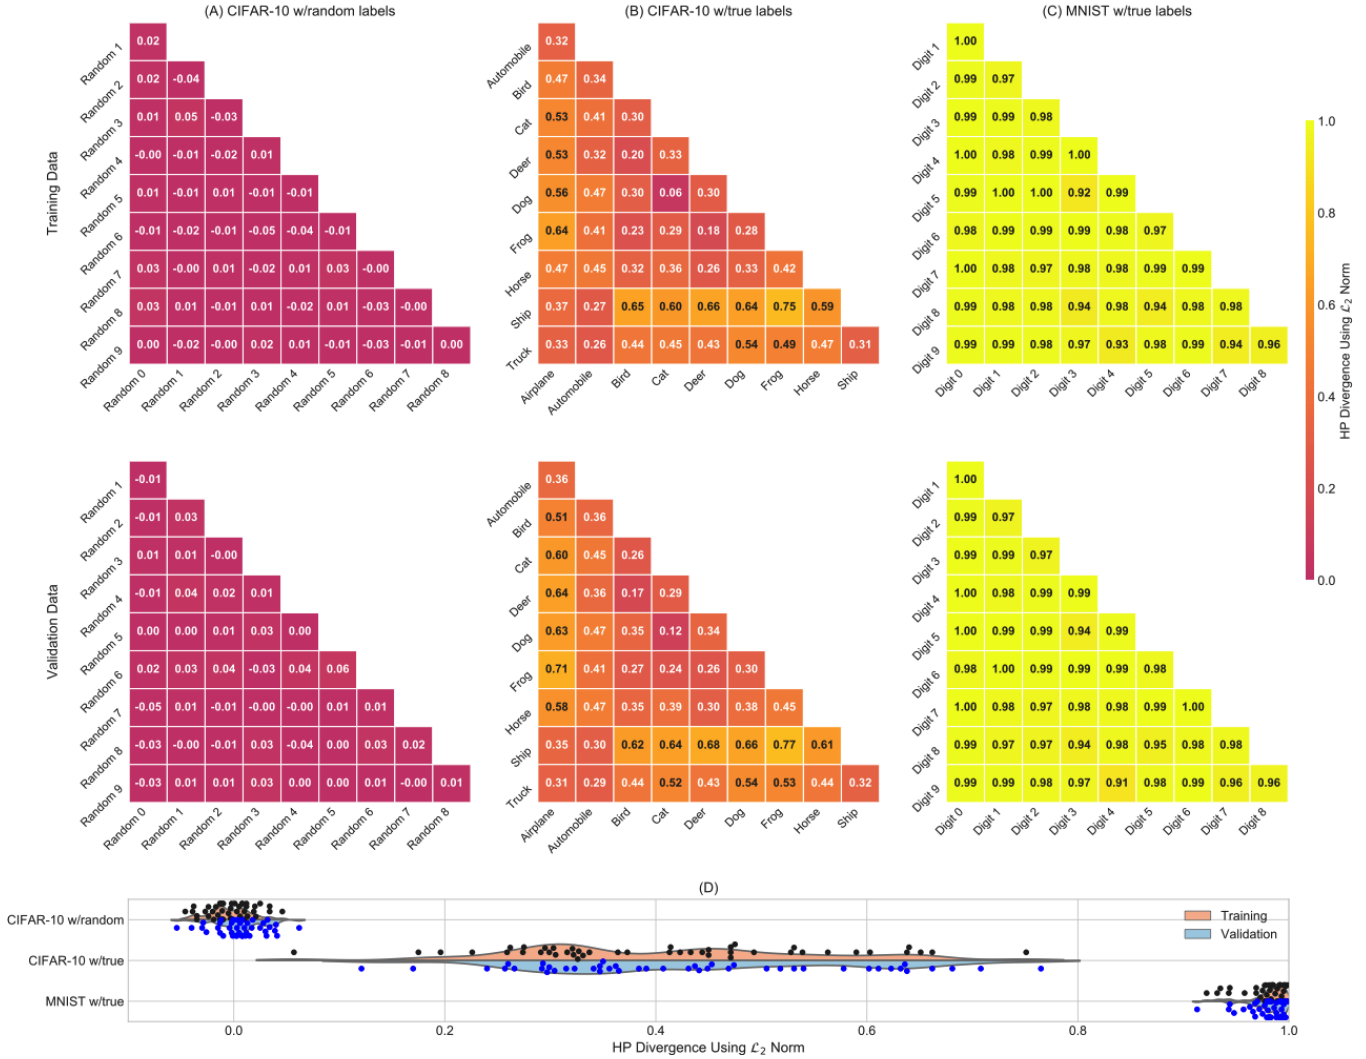 (A) CIFAR-10 w/random labels
(B) CIFAR-10 w/true labels
(C) MNIST w/true labels
Training Data
Random 1
0.02
Random 2
0.02 -0.04
Random 3
0.01 0.05 -0.03
Random 4
-0.00 -0.01 -0.02 0.01
Random 5
0.01 -0.01 0.01 -0.01 -0.01
Random 6
-0.01 -0.02 -0.01 -0.05 -0.04 -0.01
Random 7
0.03 -0.00 0.01 -0.02 0.01 0.03 -0.00
Random 8
0.03 0.01 -0.01 0.01 -0.02 0.01 -0.03 -0.00
Random 9
0.00 -0.02 -0.00 0.02 0.01 -0.01 -0.03 -0.01 0.00
Random 0 Random 1 Random 2 Random 3 Random 4 Random 5 Random 6 Random 7 Random 8
Automobile
0.32
Bird
0.47 0.34
Cat
0.53 0.41 0.30
Deer
0.53 0.32 0.20 0.33
Dog
0.56 0.47 0.30 0.06 0.30
Frog
0.64 0.41 0.23 0.29 0.18 0.28
Horse
0.47 0.45 0.32 0.36 0.26 0.33 0.42
Ship
0.37 0.27 0.65 0.60 0.66 0.64 0.75 0.59
Truck
0.33 0.26 0.44 0.45 0.43 0.54 0.49 0.47 0.31
Airplane Automobile Bird Cat Deer Dog Frog Horse Ship
Digit 1
1.00
Digit 2
0.99 0.97
Digit 3
0.99 0.99 0.98
Digit 4
1.00 0.98 0.99 1.00
Digit 5
0.99 1.00 1.00 0.92 0.99
Digit 6
0.98 0.99 0.99 0.99 0.98 0.97
Digit 7
1.00 0.98 0.97 0.98 0.98 0.99 0.99
Digit 8
0.99 0.98 0.98 0.94 0.98 0.94 0.98 0.98
Digit 9
0.99 0.99 0.98 0.97 0.93 0.98 0.99 0.94 0.96
Digit 0 Digit 1 Digit 2 Digit 3 Digit 4 Digit 5 Digit 6 Digit 7 Digit 8
1.0
0.8
0.6
0.4
0.2
0.0
HP Divergence Using ℒ₂ Norm
Validation Data
Random 1
-0.01
Random 2
-0.01 0.03
Random 3
0.01 0.01 -0.00
Random 4
-0.01 0.04 0.02 0.01
Random 5
0.00 0.00 0.01 0.03 0.00
Random 6
0.02 0.03 0.04 -0.03 0.04 0.06
Random 7
-0.05 0.01 -0.01 -0.00 -0.00 0.01 0.01
Random 8
-0.03 -0.00 -0.01 0.03 -0.04 0.00 0.03 0.02
Random 9
-0.03 0.01 0.01 0.03 0.00 0.00 0.01 -0.00 0.01
Random 0 Random 1 Random 2 Random 3 Random 4 Random 5 Random 6 Random 7 Random 8
Automobile
0.36
Bird
0.51 0.36
Cat
0.60 0.45 0.26
Deer
0.64 0.36 0.17 0.29
Dog
0.63 0.47 0.35 0.12 0.34
Frog
0.71 0.41 0.27 0.24 0.26 0.30
Horse
0.58 0.47 0.35 0.39 0.30 0.38 0.45
Ship
0.35 0.30 0.62 0.64 0.68 0.66 0.77 0.61
Truck
0.31 0.29 0.44 0.52 0.43 0.54 0.53 0.44 0.32
Airplane Automobile Bird Cat Deer Dog Frog Horse Ship
Digit 1
1.00
Digit 2
0.99 0.97
Digit 3
0.99 0.99 0.97
Digit 4
1.00 0.98 0.99 0.99
Digit 5
1.00 0.99 0.99 0.94 0.99
Digit 6
0.98 1.00 0.99 0.99 0.99 0.98
Digit 7
1.00 0.98 0.97 0.98 0.98 0.99 1.00
Digit 8
0.99 0.97 0.97 0.94 0.98 0.95 0.98 0.98
Digit 9
0.99 0.99 0.98 0.97 0.91 0.98 0.99 0.96 0.96
Digit 0 Digit 1 Digit 2 Digit 3 Digit 4 Digit 5 Digit 6 Digit 7 Digit 8
(D)
CIFAR-10 w/random
CIFAR-10 w/true
MNIST w/true
Training
Validation
0.0 0.2 0.4 0.6 0.8 1.0
HP Divergence Using ℒ₂ Norm